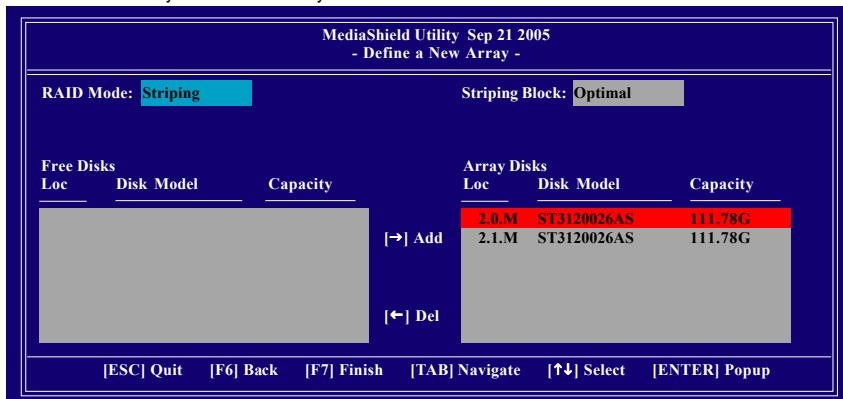 MediaShield Utility Sep 21 2005
- Define a New Array -
RAID Mode: Striping
Striping Block: Optimal
Free Disks
Loc Disk Model Capacity
[→] Add
[←] Del
Array Disks
Loc Disk Model Capacity
2.0.M ST3120026AS 111.78G
2.1.M ST3120026AS 111.78G
[ESC] Quit [F6] Back [F7] Finish [TAB] Navigate [↑↓] Select [ENTER] Popup